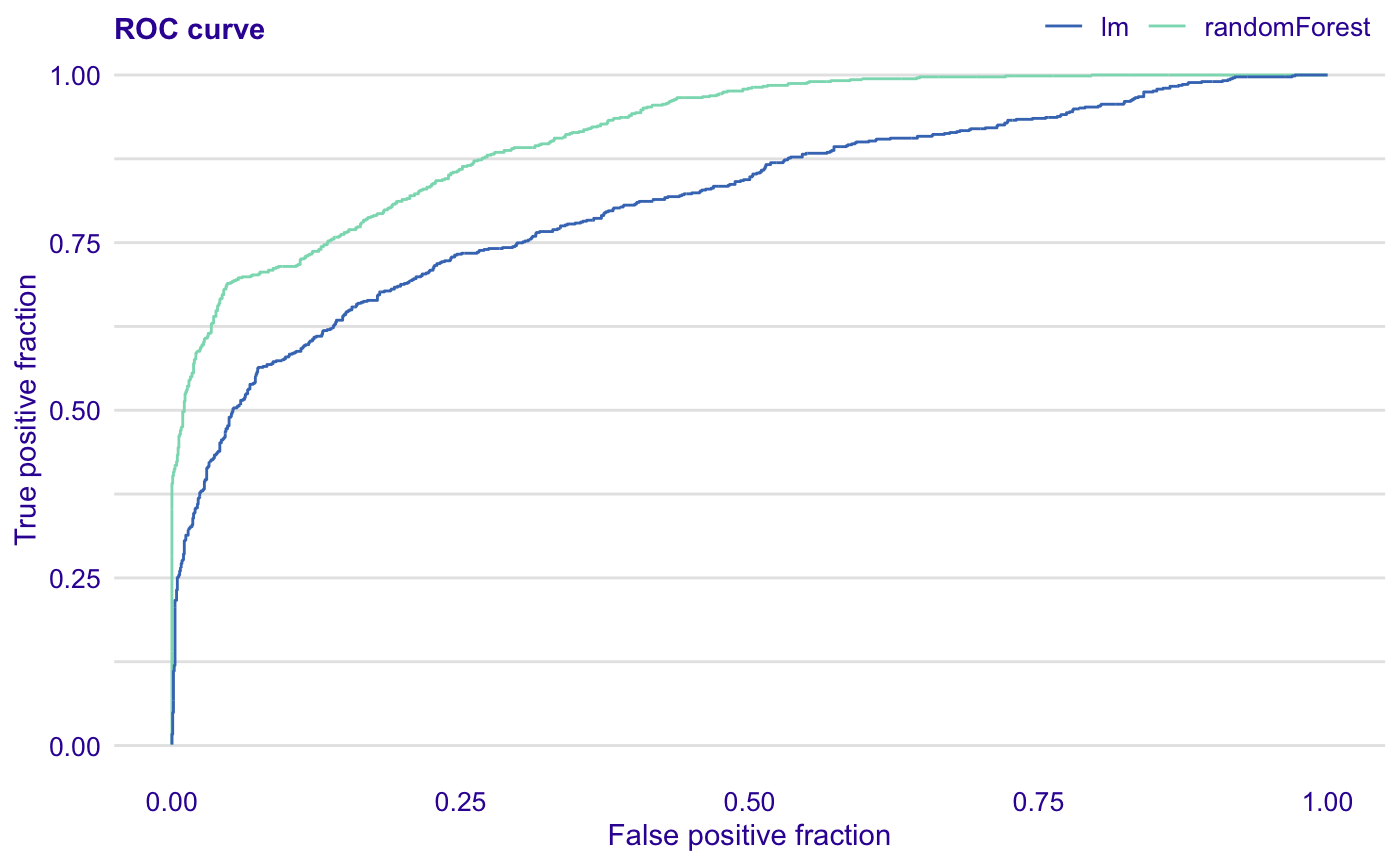 ROC curve
lm randomForest
True positive fraction
1.00
0.75
0.50
0.25
0.00
0.00 0.25 0.50 0.75 1.00
False positive fraction